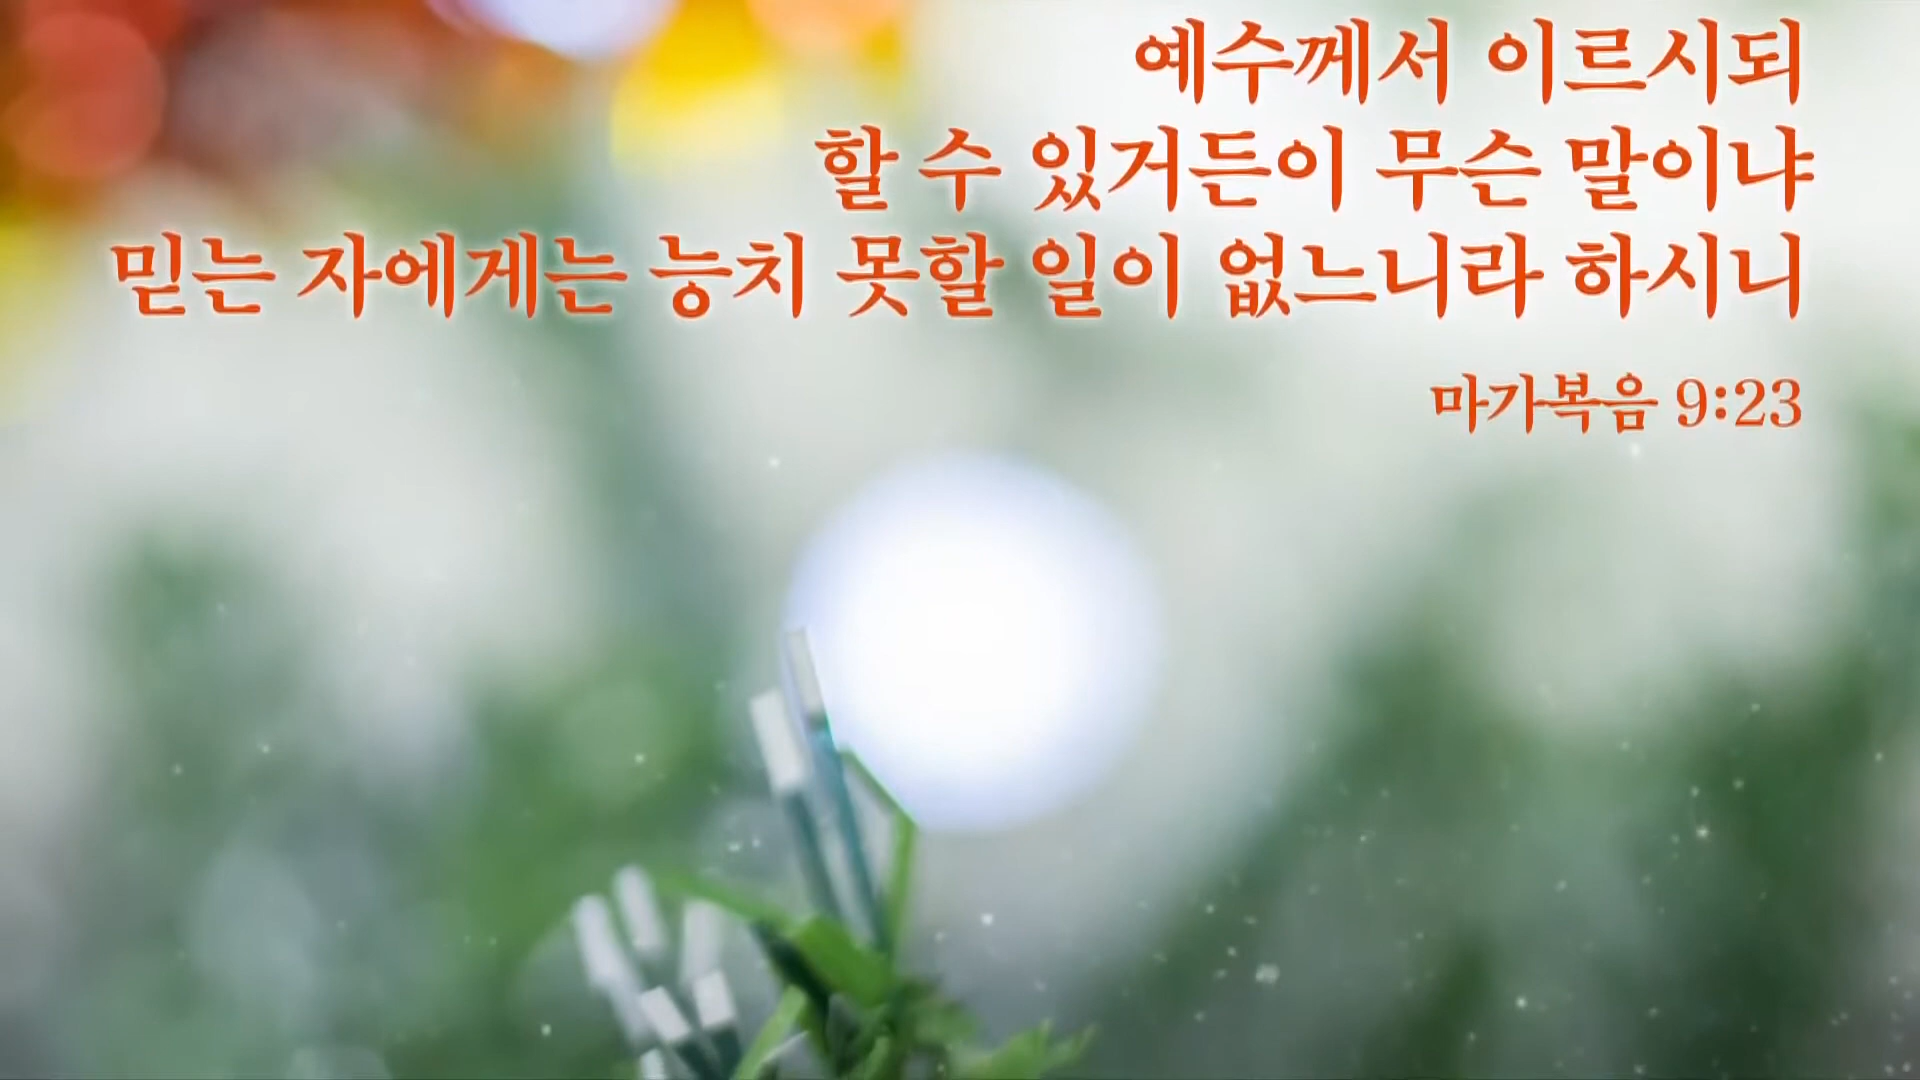 예수께서 이르시되
할 수 있거든이 무슨 말이냐
믿는 자에게는 능치 못할 일이 없느니라 하시니
마가복음 9:23